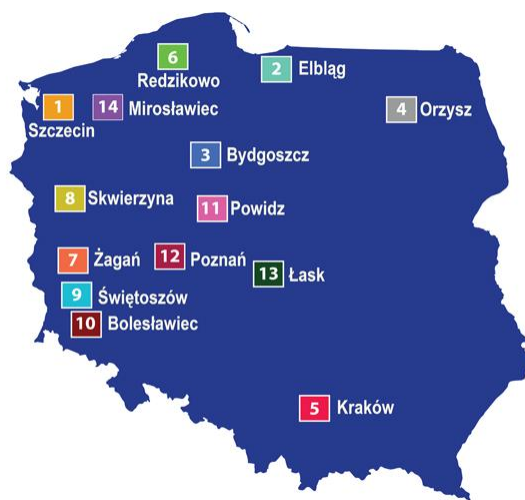 6
Redzikowo
2 Elbląg
1
Szczecin
14 Mirosławiec
4 Orzysz
3 Bydgoszcz
8 Skwierzyna
11 Powidz
7 Żagań
12 Poznań
13 Łask
9 Świętoszów
10 Bolesławiec
5 Kraków